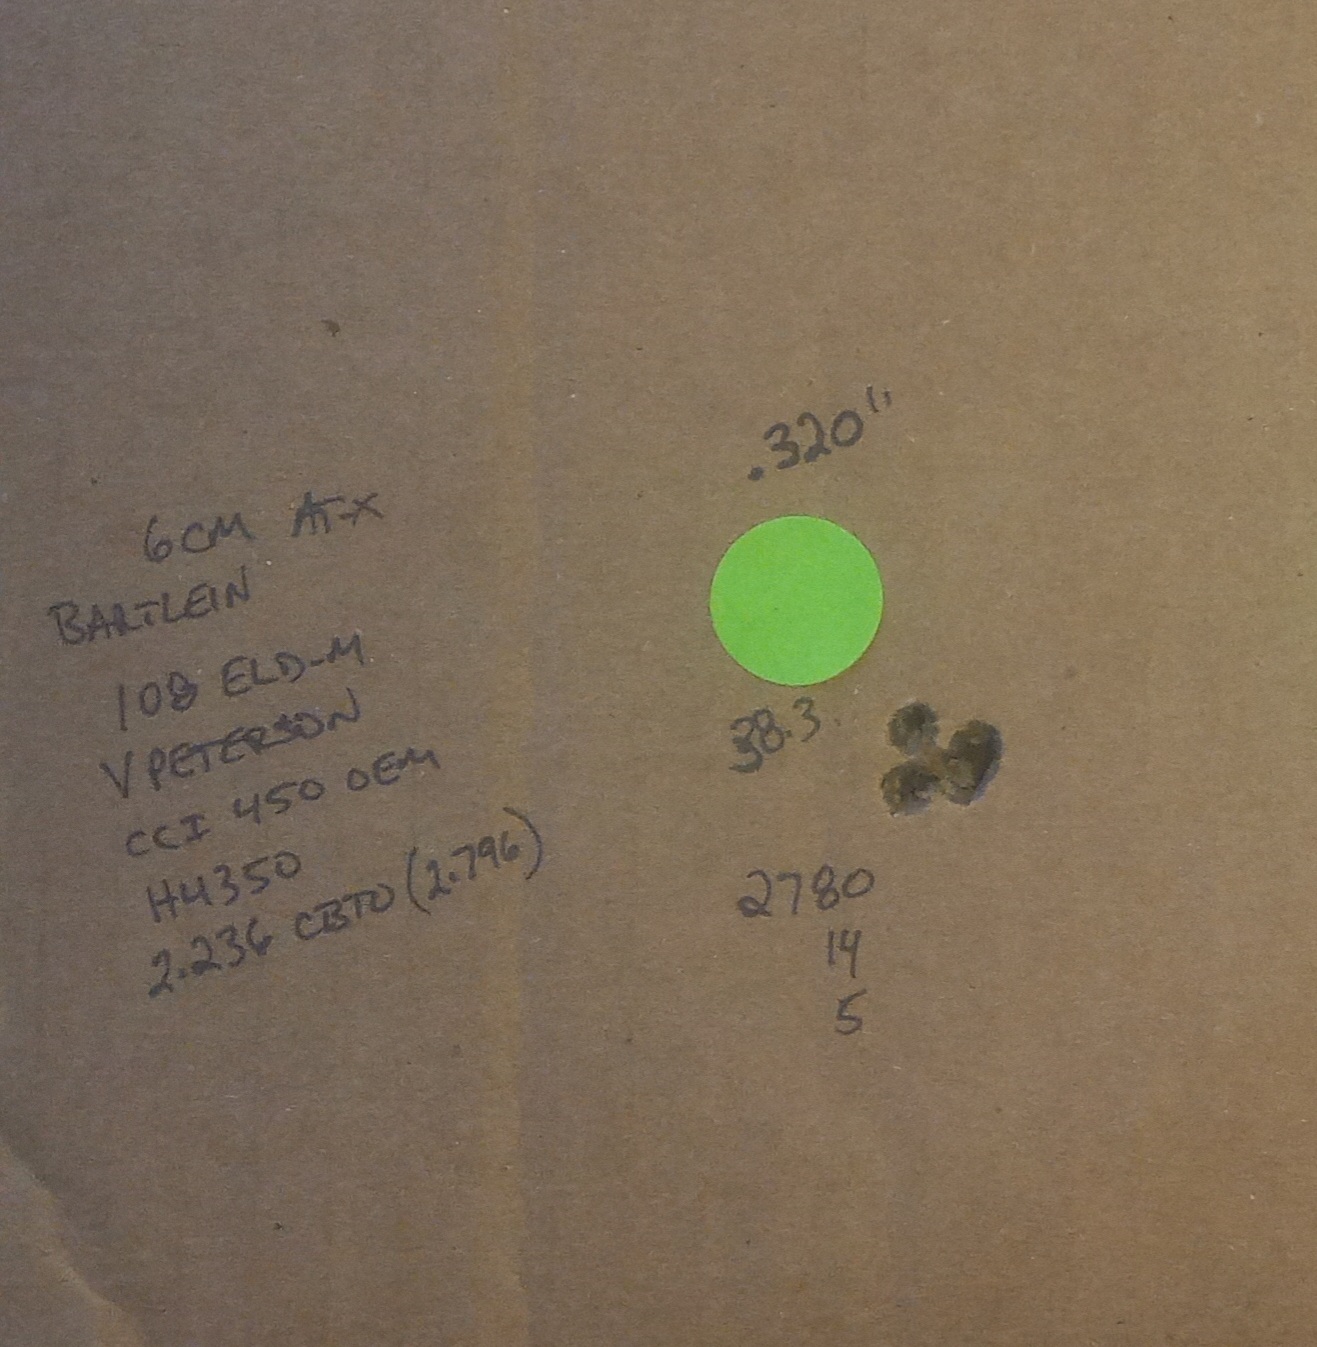 6CM AT-X
BARTLEIN
108 ELD-M
V PETERSON
CCI 450 OEM
H4350
2.236 CBTO (2.796)
.320"
38.3
2780
14
5